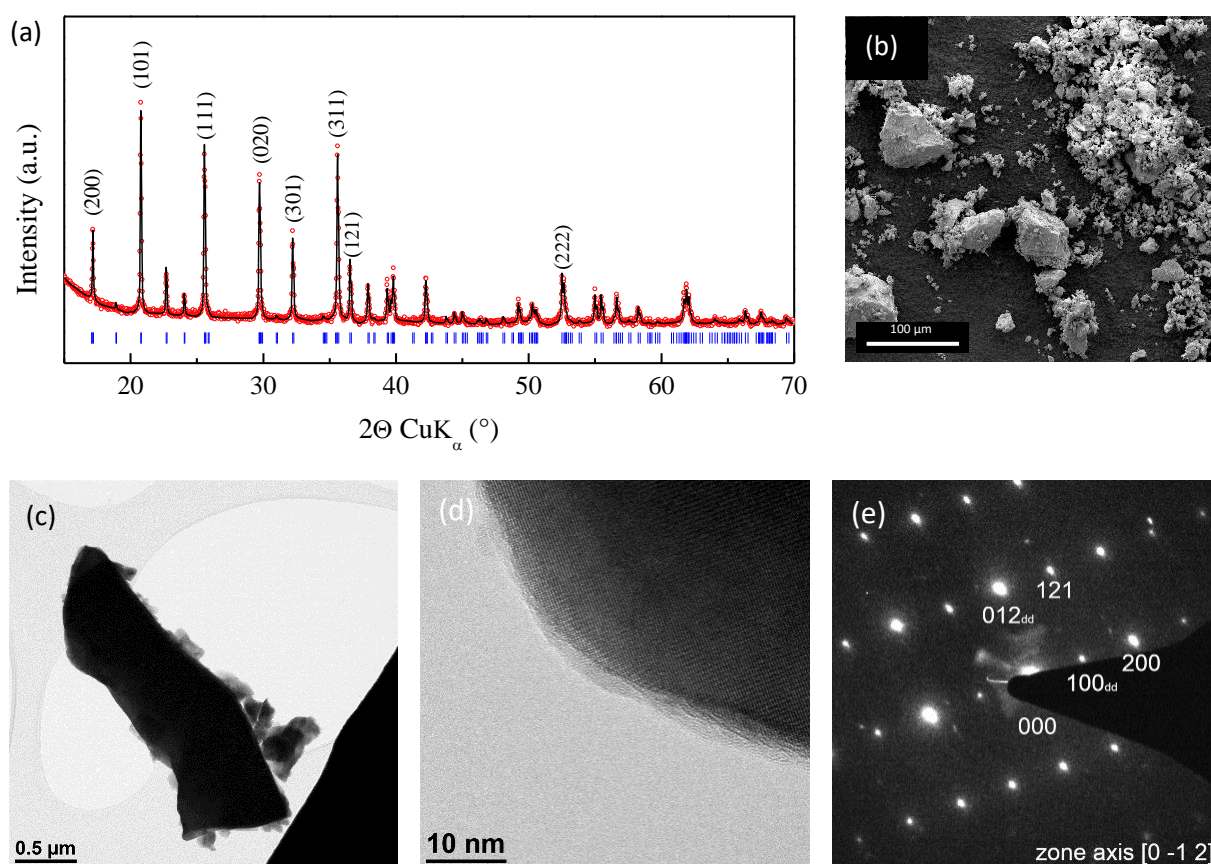 (a)
Intensity (a.u.)
(200)
(101)
(111)
(020)
(301)
(311)
(121)
(222)
20 30 40 50 60 70
2Θ CuKα (°)
(b)
100 µm
(c)
0.5 µm
(d)
10 nm
(e)
121
012dd
200
100dd
000
zone axis [0 -1 2]